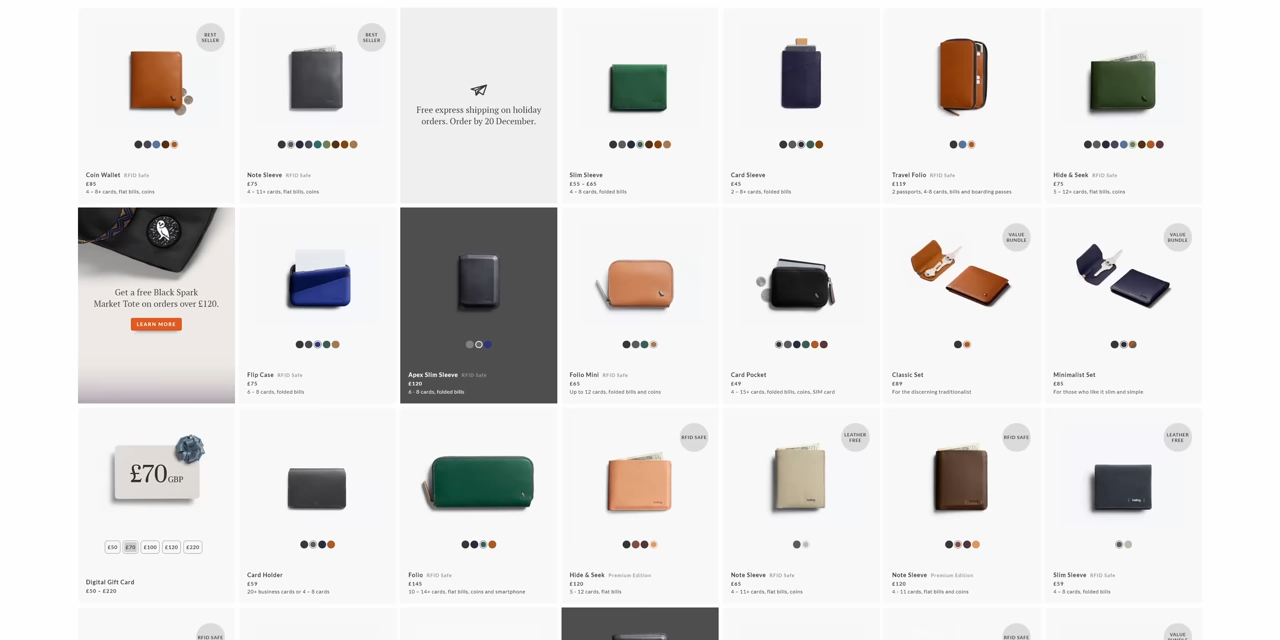 BEST
SELLER
Coin Wallet RFID Safe
£85
4 – 8+ cards, flat bills, coins
BEST
SELLER
Note Sleeve RFID Safe
£75
4 – 11+ cards, flat bills, coins
Free express shipping on holiday
orders. Order by 20 December.
Slim Sleeve
£55 – £65
4 – 8 cards, folded bills
Card Sleeve
£45
2 – 8+ cards, folded bills
Travel Folio RFID Safe
£119
2 passports, 4-8 cards, bills and boarding passes
Hide & Seek RFID Safe
£75
5 – 12+ cards, flat bills, coins
Get a free Black Spark
Market Tote on orders over £120.
LEARN MORE
Flip Case RFID Safe
£75
6 – 8 cards, folded bills
Apex Slim Sleeve RFID Safe
£120
6 - 8 cards, folded bills
Folio Mini RFID Safe
£65
Up to 12 cards, folded bills and coins
Card Pocket
£49
4 – 15+ cards, folded bills, coins, SIM card
VALUE
BUNDLE
Classic Set
£89
For the discerning traditionalist
VALUE
BUNDLE
Minimalist Set
£85
For those who like it slim and simple
£70 GBP
£50 £70 £100 £120 £220
Digital Gift Card
£50 – £220
Card Holder
£59
20+ business cards or 4 – 8 cards
Folio RFID Safe
£145
10 – 14+ cards, flat bills, coins and smartphone
RFID SAFE
Hide & Seek Premium Edition
£120
5 - 12 cards, flat bills
LEATHER
FREE
Note Sleeve RFID Safe
£65
4 – 11+ cards, flat bills, coins
RFID SAFE
Note Sleeve Premium Edition
£120
4 - 11 cards, flat bills and coins
LEATHER
FREE
Slim Sleeve RFID Safe
£59
4 – 8 cards, folded bills
RFID SAFE
LEATHER
FREE
RFID SAFE
VALUE
BUNDLE